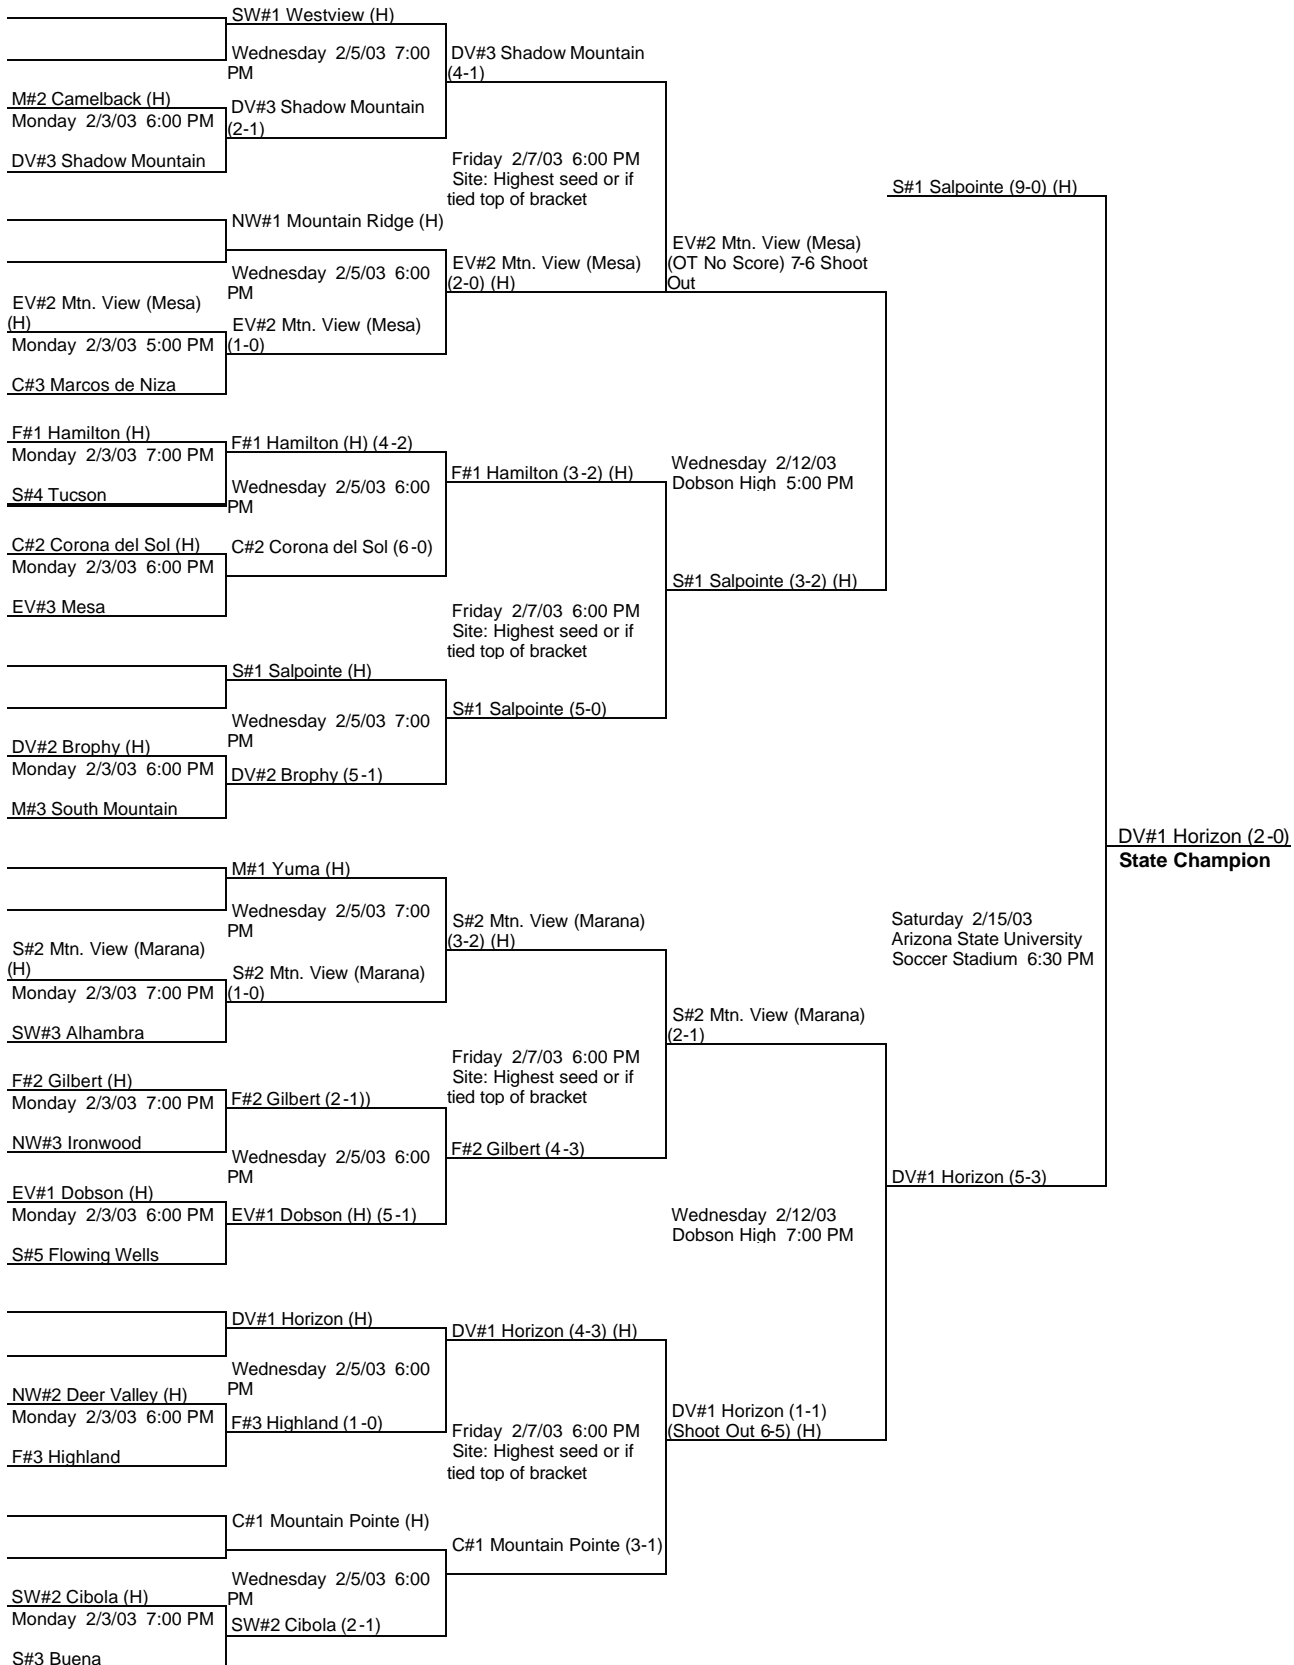 SW#1 Westview (H)
Wednesday 2/5/03 7:00
PM
DV#3 Shadow Mountain
(4-1)
M#2 Camelback (H)
Monday 2/3/03 6:00 PM
DV#3 Shadow Mountain
DV#3 Shadow Mountain
(2-1)
Friday 2/7/03 6:00 PM
Site: Highest seed or if
tied top of bracket
S#1 Salpointe (9-0) (H)
NW#1 Mountain Ridge (H)
Wednesday 2/5/03 6:00
PM
EV#2 Mtn. View (Mesa)
(2-0) (H)
EV#2 Mtn. View (Mesa)
(OT No Score) 7-6 Shoot
Out
EV#2 Mtn. View (Mesa)
(H)
Monday 2/3/03 5:00 PM
C#3 Marcos de Niza
EV#2 Mtn. View (Mesa)
(1-0)
F#1 Hamilton (H)
Monday 2/3/03 7:00 PM
S#4 Tucson
F#1 Hamilton (H) (4-2)
Wednesday 2/5/03 6:00
PM
F#1 Hamilton (3-2) (H)
Wednesday 2/12/03
Dobson High 5:00 PM
C#2 Corona del Sol (H)
Monday 2/3/03 6:00 PM
EV#3 Mesa
C#2 Corona del Sol (6-0)
Friday 2/7/03 6:00 PM
Site: Highest seed or if
tied top of bracket
S#1 Salpointe (3-2) (H)
S#1 Salpointe (H)
Wednesday 2/5/03 7:00
PM
S#1 Salpointe (5-0)
DV#2 Brophy (H)
Monday 2/3/03 6:00 PM
M#3 South Mountain
DV#2 Brophy (5-1)
DV#1 Horizon (2-0)
State Champion
M#1 Yuma (H)
Wednesday 2/5/03 7:00
PM
S#2 Mtn. View (Marana)
(3-2) (H)
Saturday 2/15/03
Arizona State University
Soccer Stadium 6:30 PM
S#2 Mtn. View (Marana)
(H)
Monday 2/3/03 7:00 PM
SW#3 Alhambra
S#2 Mtn. View (Marana)
(1-0)
S#2 Mtn. View (Marana)
(2-1)
Friday 2/7/03 6:00 PM
Site: Highest seed or if
tied top of bracket
F#2 Gilbert (H)
Monday 2/3/03 7:00 PM
NW#3 Ironwood
F#2 Gilbert (2-1))
Wednesday 2/5/03 6:00
PM
F#2 Gilbert (4-3)
DV#1 Horizon (5-3)
EV#1 Dobson (H)
Monday 2/3/03 6:00 PM
S#5 Flowing Wells
EV#1 Dobson (H) (5-1)
Wednesday 2/12/03
Dobson High 7:00 PM
DV#1 Horizon (H)
Wednesday 2/5/03 6:00
PM
DV#1 Horizon (4-3) (H)
NW#2 Deer Valley (H)
Monday 2/3/03 6:00 PM
F#3 Highland
F#3 Highland (1-0)
Friday 2/7/03 6:00 PM
Site: Highest seed or if
tied top of bracket
DV#1 Horizon (1-1)
(Shoot Out 6-5) (H)
C#1 Mountain Pointe (H)
Wednesday 2/5/03 6:00
PM
C#1 Mountain Pointe (3-1)
SW#2 Cibola (H)
Monday 2/3/03 7:00 PM
S#3 Buena
SW#2 Cibola (2-1)